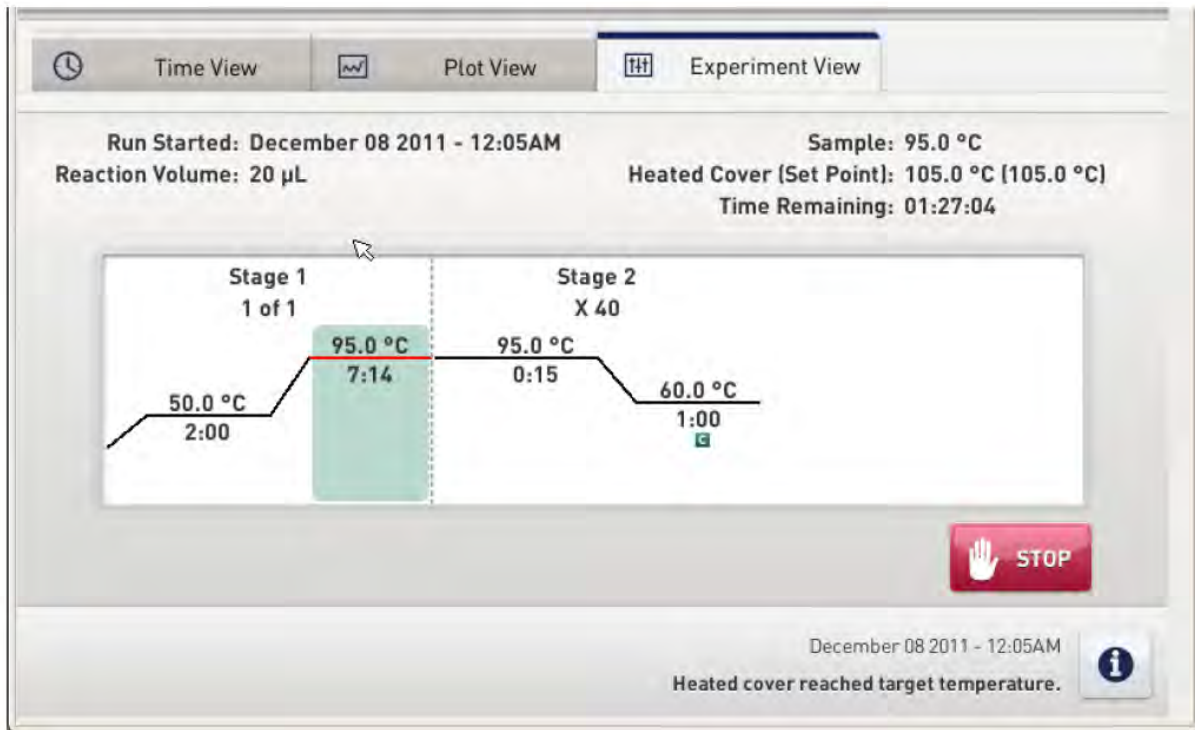 Time View
Plot View
Experiment View
Run Started: December 08 2011 - 12:05AM
Reaction Volume: 20 µL
Sample: 95.0 °C
Heated Cover (Set Point): 105.0 °C (105.0 °C)
Time Remaining: 01:27:04
Stage 1
1 of 1
Stage 2
X 40
50.0 °C
2:00
95.0 °C
7:14
95.0 °C
0:15
60.0 °C
1:00
C
STOP
December 08 2011 - 12:05AM
Heated cover reached target temperature.